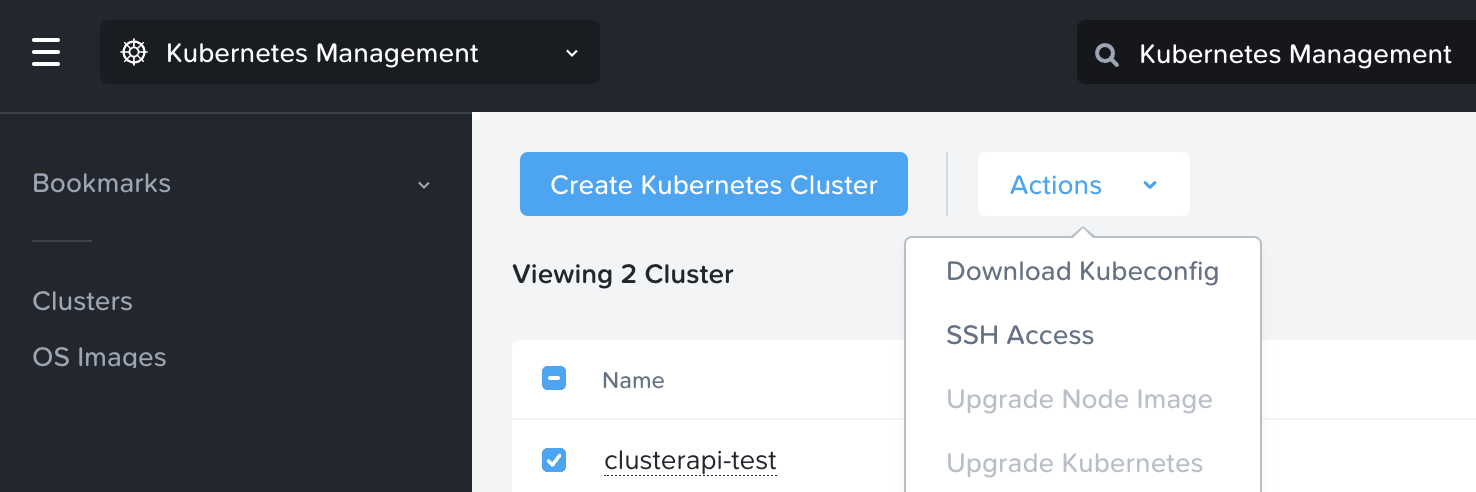 Kubernetes Management
Kubernetes Management
Bookmarks
Clusters
OS Images
Create Kubernetes Cluster
Actions
Viewing 2 Cluster
Download Kubeconfig
SSH Access
Upgrade Node Image
Upgrade Kubernetes
Name
clusterapi-test